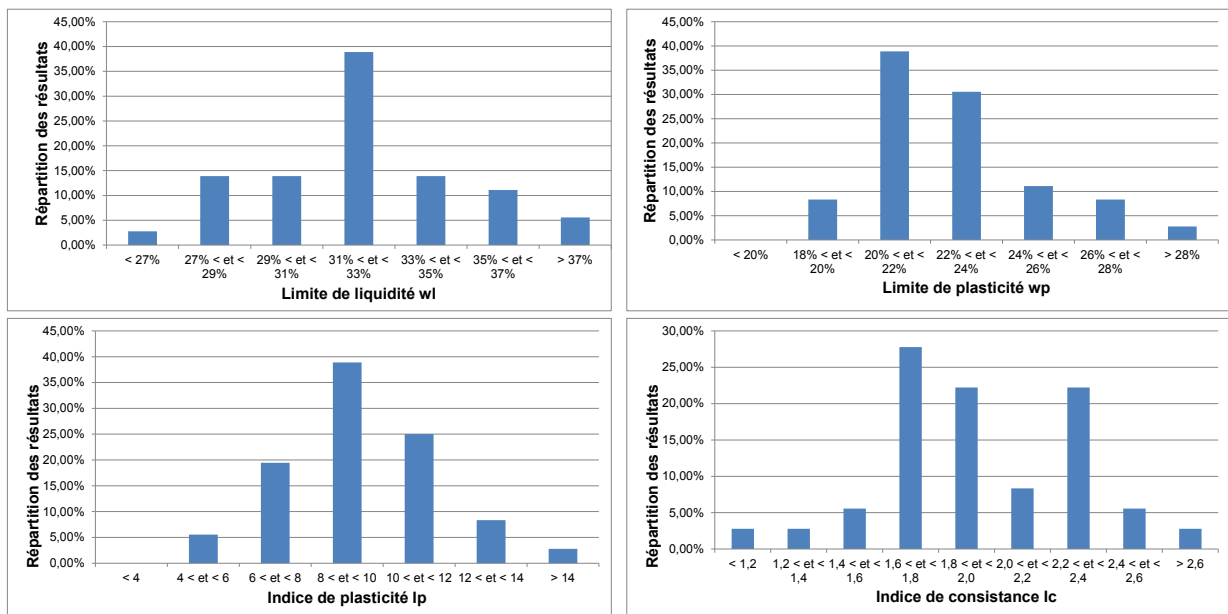 45,00%
40,00%
35,00%
30,00%
25,00%
20,00%
15,00%
10,00%
5,00%
0,00%
Répartition des résultats
< 27% 27% < et < 29% < et < 31% < et < 33% < et < 35% < et < > 37%
29% 31% 33% 35% 37%
Limite de liquidité wl
45,00%
40,00%
35,00%
30,00%
25,00%
20,00%
15,00%
10,00%
5,00%
0,00%
Répartition des résultats
< 20% 18% < et < 20% < et < 22% < et < 24% < et < 26% < et < > 28%
20% 22% 24% 26% 28%
Limite de plasticité wp
45,00%
40,00%
35,00%
30,00%
25,00%
20,00%
15,00%
10,00%
5,00%
0,00%
Répartition des résultats
< 4 4 < et < 6 6 < et < 8 8 < et < 10 10 < et < 12 12 < et < 14 > 14
Indice de plasticité Ip
30,00%
25,00%
20,00%
15,00%
10,00%
5,00%
0,00%
Répartition des résultats
< 1,2 1,2 < et < 1,4 < et < 1,6 < et < 1,8 < et < 2,0 < et < 2,2 < et < 2,4 < et < > 2,6
1,4 1,6 1,8 2,0 2,2 2,4 2,6
Indice de consistance Ic